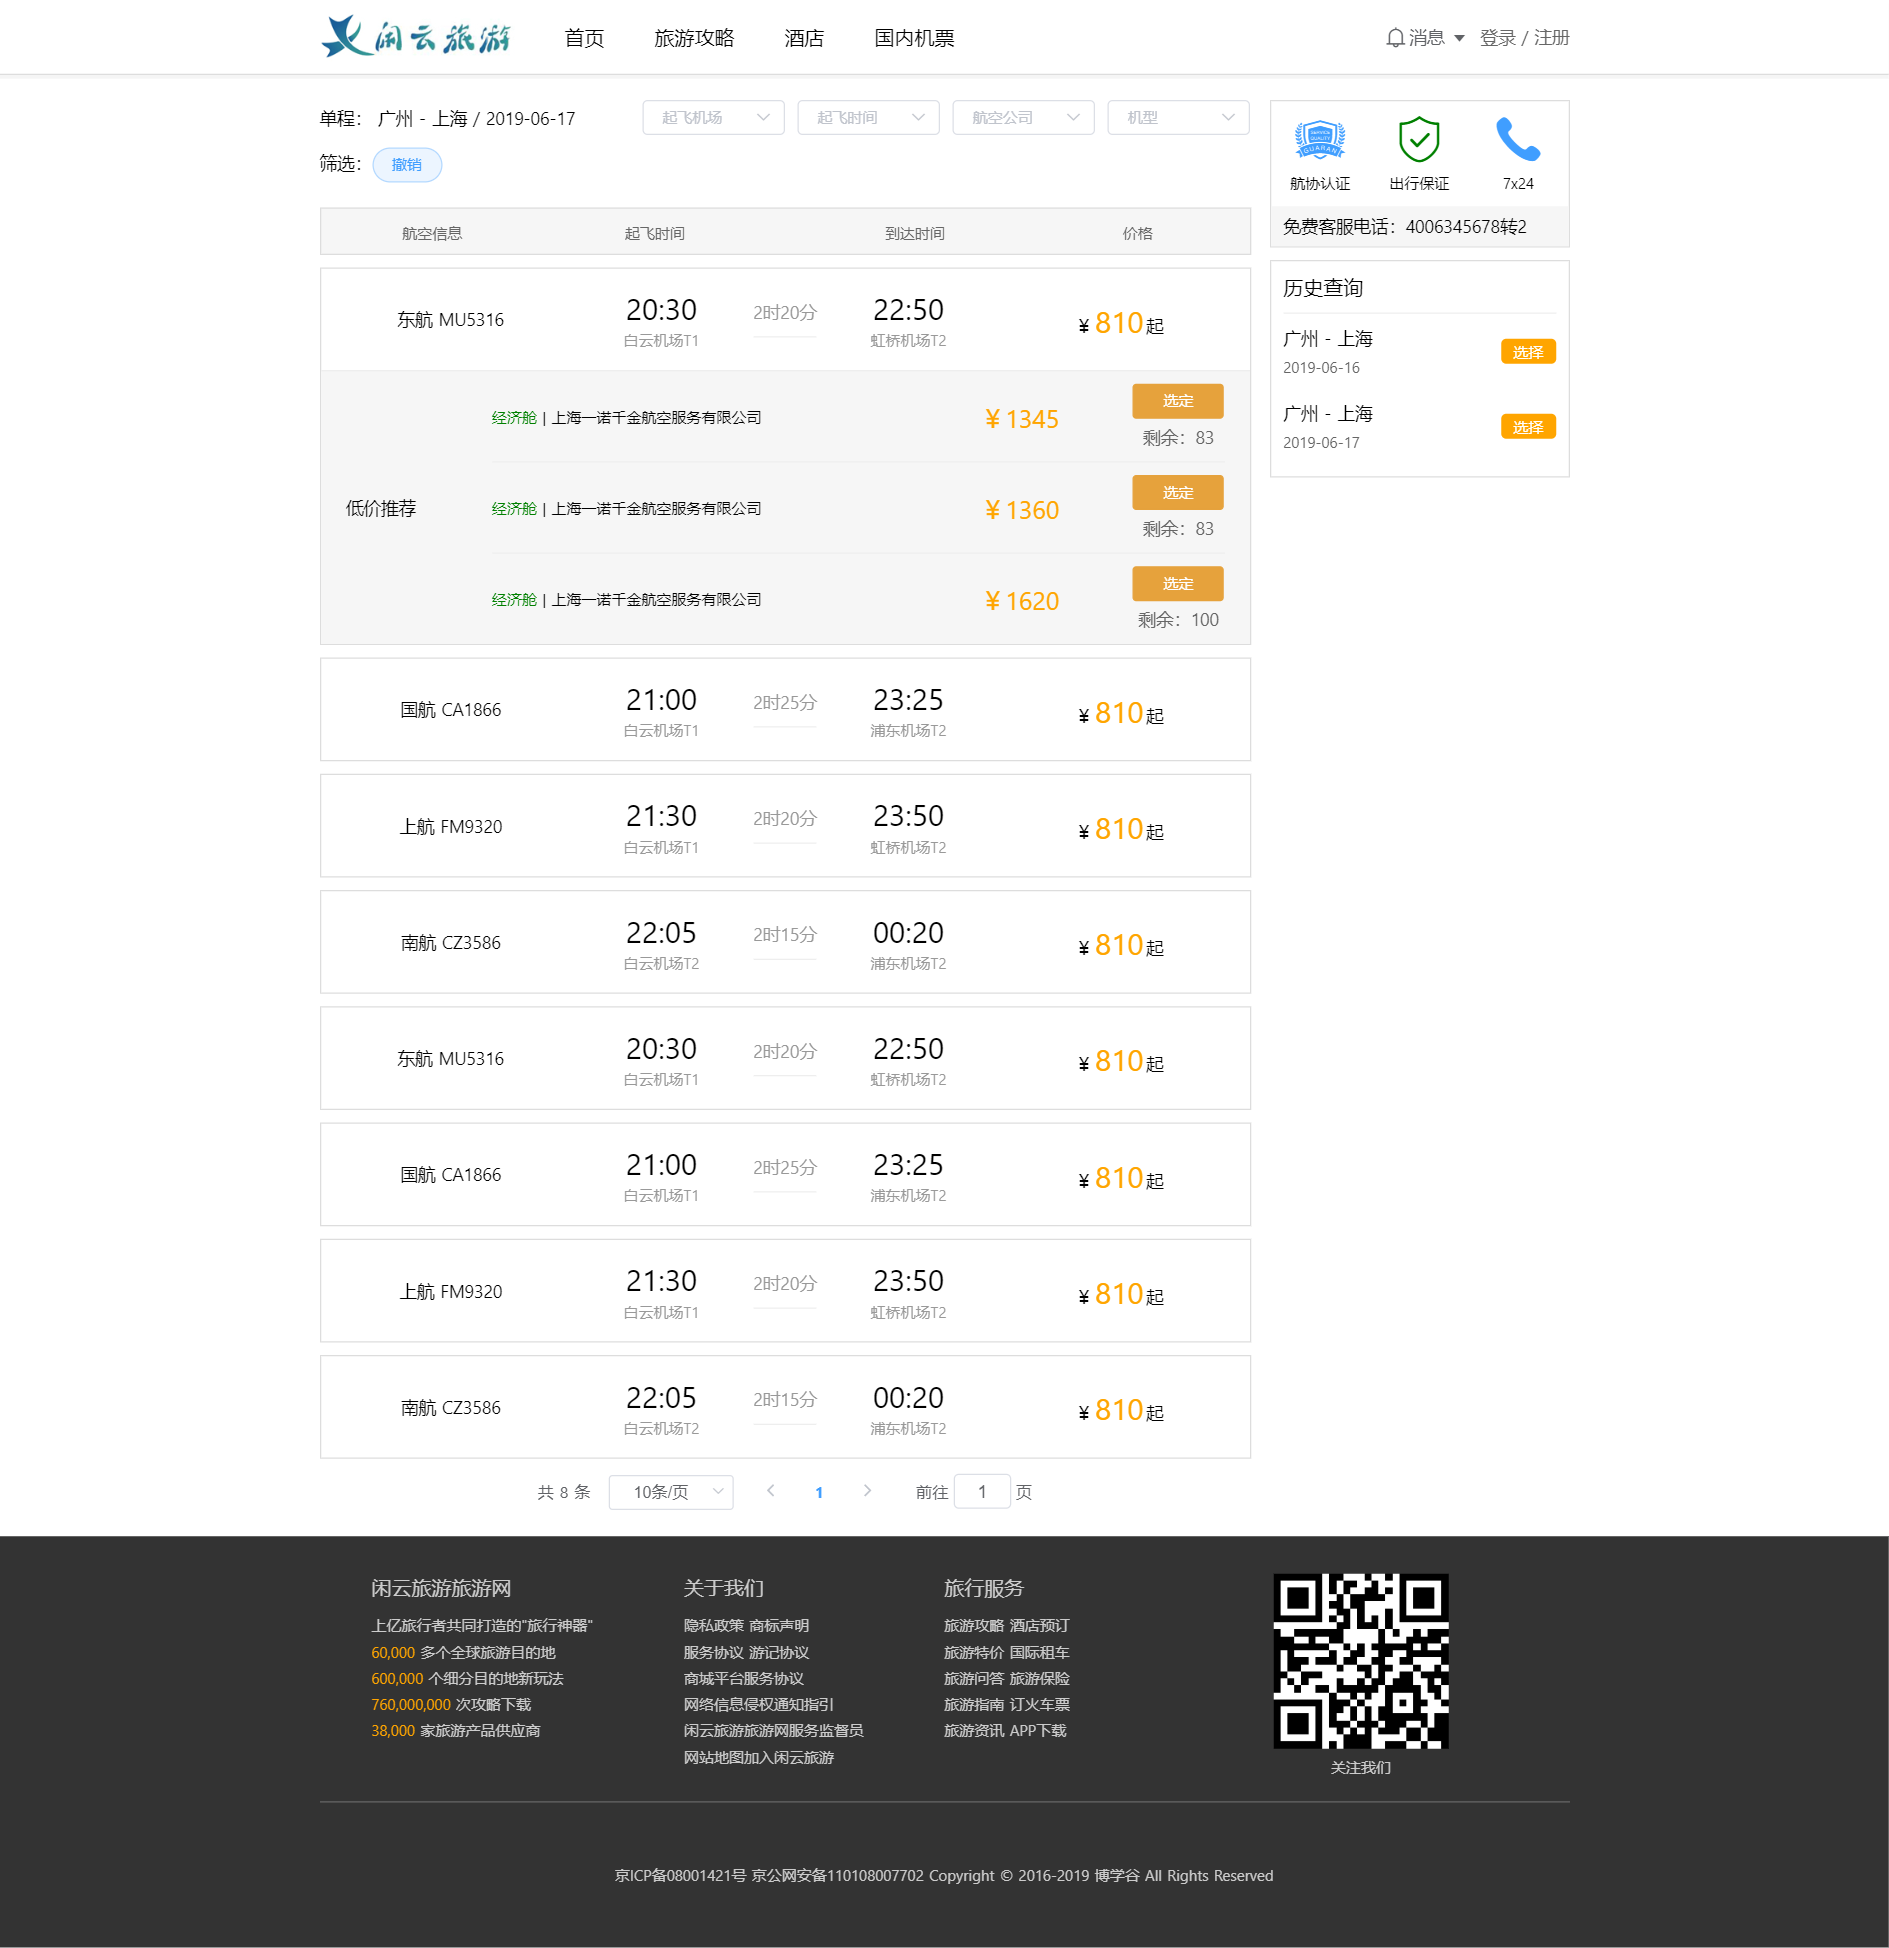 闲云旅游 首页 旅游攻略 酒店 国内机票 消息 登录 / 注册
单程： 广州 - 上海 / 2019-06-17 起飞机场 起飞时间 航空公司 机型
筛选： 撤销
航空信息 起飞时间 到达时间 价格
东航 MU5316 20:30 白云机场T1 2时20分 22:50 虹桥机场T2 ¥ 810起
低价推荐
经济舱 | 上海一诺千金航空服务有限公司 ¥ 1345 选定 剩余：83
经济舱 | 上海一诺千金航空服务有限公司 ¥ 1360 选定 剩余：83
经济舱 | 上海一诺千金航空服务有限公司 ¥ 1620 选定 剩余：100
国航 CA1866 21:00 白云机场T1 2时25分 23:25 浦东机场T2 ¥ 810起
上航 FM9320 21:30 白云机场T1 2时20分 23:50 虹桥机场T2 ¥ 810起
南航 CZ3586 22:05 白云机场T2 2时15分 00:20 浦东机场T2 ¥ 810起
东航 MU5316 20:30 白云机场T1 2时20分 22:50 虹桥机场T2 ¥ 810起
国航 CA1866 21:00 白云机场T1 2时25分 23:25 浦东机场T2 ¥ 810起
上航 FM9320 21:30 白云机场T1 2时20分 23:50 虹桥机场T2 ¥ 810起
南航 CZ3586 22:05 白云机场T2 2时15分 00:20 浦东机场T2 ¥ 810起
共 8 条 10条/页 1 前往 1 页
SERVICE
QUALITY
GUARAN
航协认证 出行保证 7x24
免费客服电话：4006345678转2
历史查询
广州 - 上海
2019-06-16 选择
广州 - 上海
2019-06-17 选择
闲云旅游旅游网
上亿旅行者共同打造的"旅行神器"
60,000 多个全球旅游目的地
600,000 个细分目的地新玩法
760,000,000 次攻略下载
38,000 家旅游产品供应商
关于我们
隐私政策 商标声明
服务协议 游记协议
商城平台服务协议
网络信息侵权通知指引
闲云旅游旅游网服务监督员
网站地图加入闲云旅游
旅行服务
旅游攻略 酒店预订
旅游特价 国际租车
旅游问答 旅游保险
旅游指南 订火车票
旅游资讯 APP下载
关注我们
京ICP备08001421号 京公网安备110108007702 Copyright © 2016-2019 博学谷 All Rights Reserved